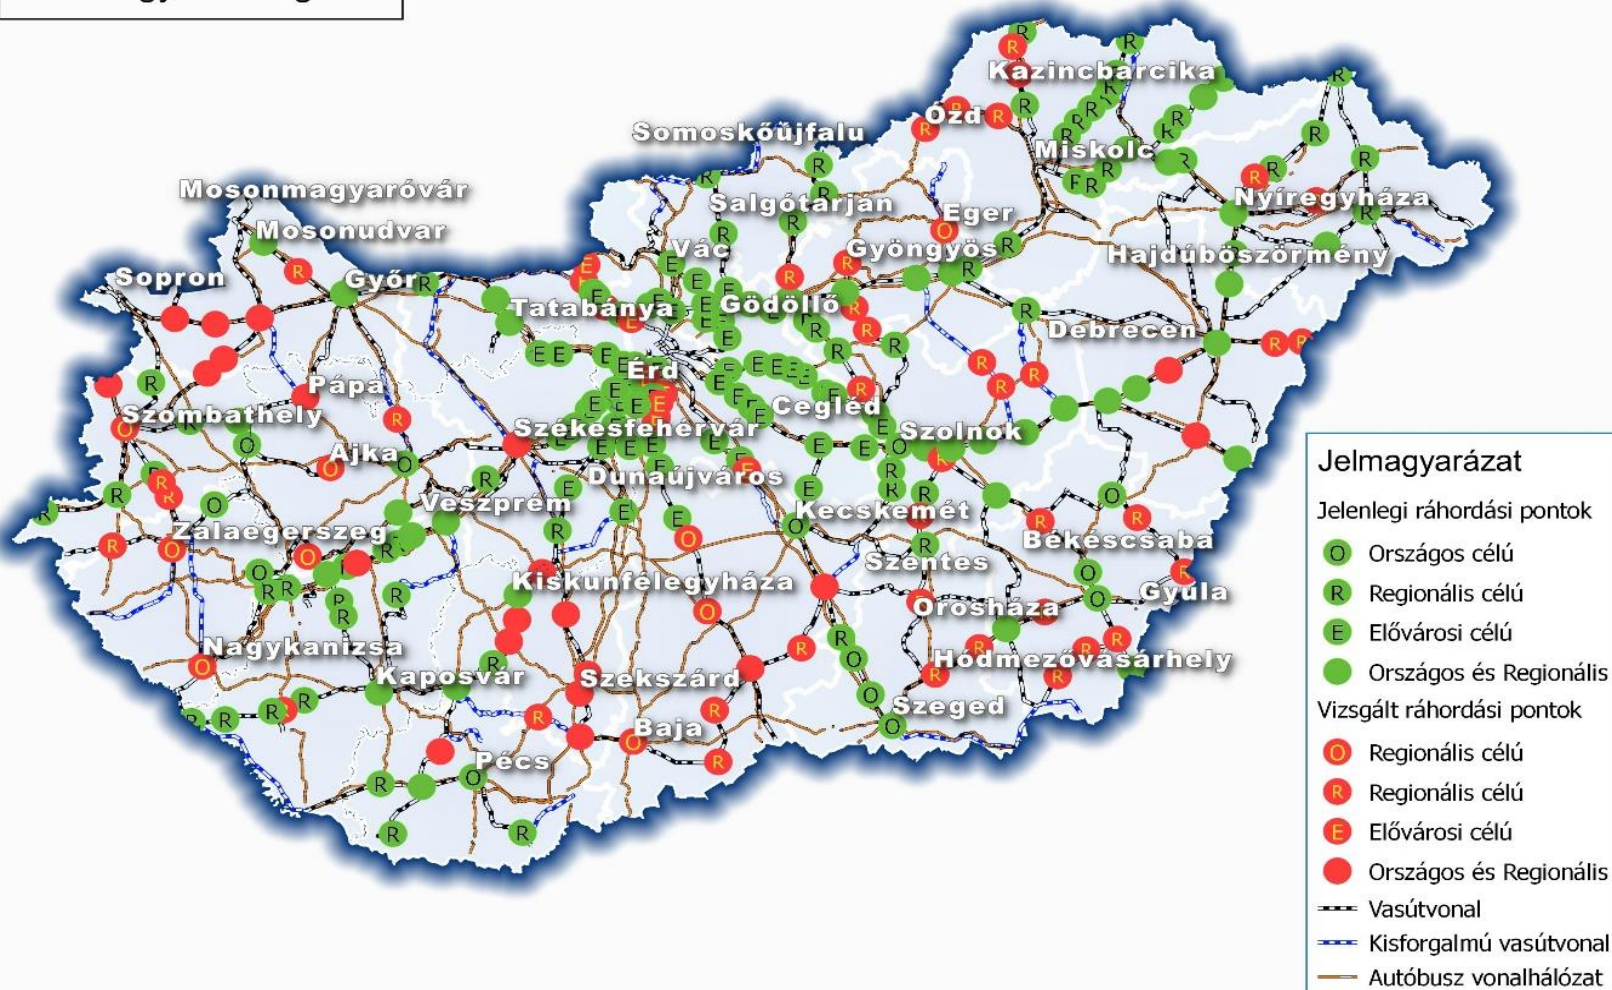 Kazincbarcika
Ózd
Somoskőújfalu
Miskolc
Mosonmagyaróvár
Salgótarján
Eger
Nyíregyháza
Mosonudvar
Vác
Gyöngyös
Hajdúböszörmény
Sopron
Győr
Tatabánya
Gödöllő
Debrecen
Érd
Pápa
Szombathely
Cegléd
Székesfehérvár
Szolnok
Ajka
Dunaújváros
Veszprém
Kecskemét
Zalaegerszeg
Békéscsaba
Szentes
Kiskunfélegyháza
Gyula
Orosháza
Nagykanizsa
Hódmezővásárhely
Kaposvár
Szekszárd
Szeged
Baja
Pécs
Jelmagyarázat
Jelenlegi ráhordási pontok
O Országos célú
R Regionális célú
E Elővárosi célú
Országos és Regionális
Vizsgált ráhordási pontok
O Regionális célú
R Regionális célú
E Elővárosi célú
Országos és Regionális
Vasútvonal
Kisforgalmú vasútvonal
Autóbusz vonalhálózat